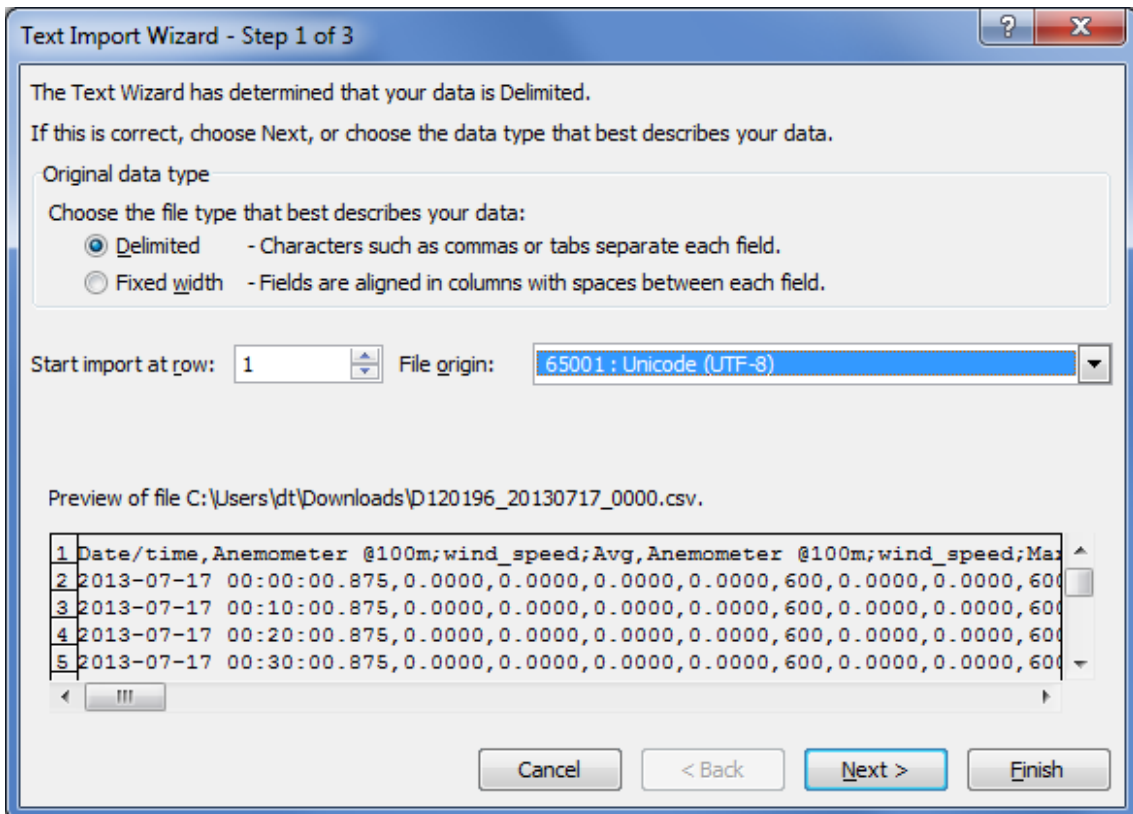 Text Import Wizard - Step 1 of 3
The Text Wizard has determined that your data is Delimited.
If this is correct, choose Next, or choose the data type that best describes your data.
Original data type
Choose the file type that best describes your data:
Delimited - Characters such as commas or tabs separate each field.
Fixed width - Fields are aligned in columns with spaces between each field.
Start import at row: 1 File origin: 65001 : Unicode (UTF-8)
Preview of file C:\Users\dt\Downloads\D120196_20130717_0000.csv.
1 Date/time,Anemometer @100m;wind_speed;Avg,Anemometer @100m;wind_speed;Max
2 2013-07-17 00:00:00.875,0.0000,0.0000,0.0000,0.0000,600,0.0000,0.0000,600
3 2013-07-17 00:10:00.875,0.0000,0.0000,0.0000,0.0000,600,0.0000,0.0000,600
4 2013-07-17 00:20:00.875,0.0000,0.0000,0.0000,0.0000,600,0.0000,0.0000,600
5 2013-07-17 00:30:00.875,0.0000,0.0000,0.0000,0.0000,600,0.0000,0.0000,600
Cancel < Back Next > Finish